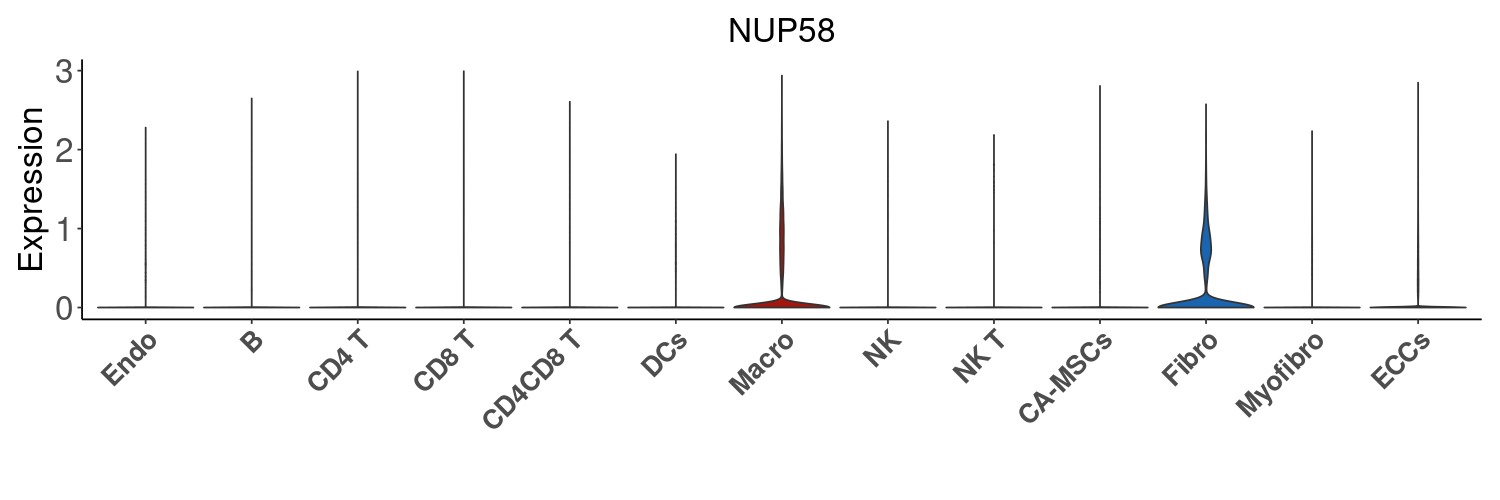 NUP58
Expression
3
2
1
0
Endo
B
CD4 T
CD8 T
CD4CD8 T
DCs
Macro
NK
NK T
CA-MSCs
Fibro
Myofibro
ECCs